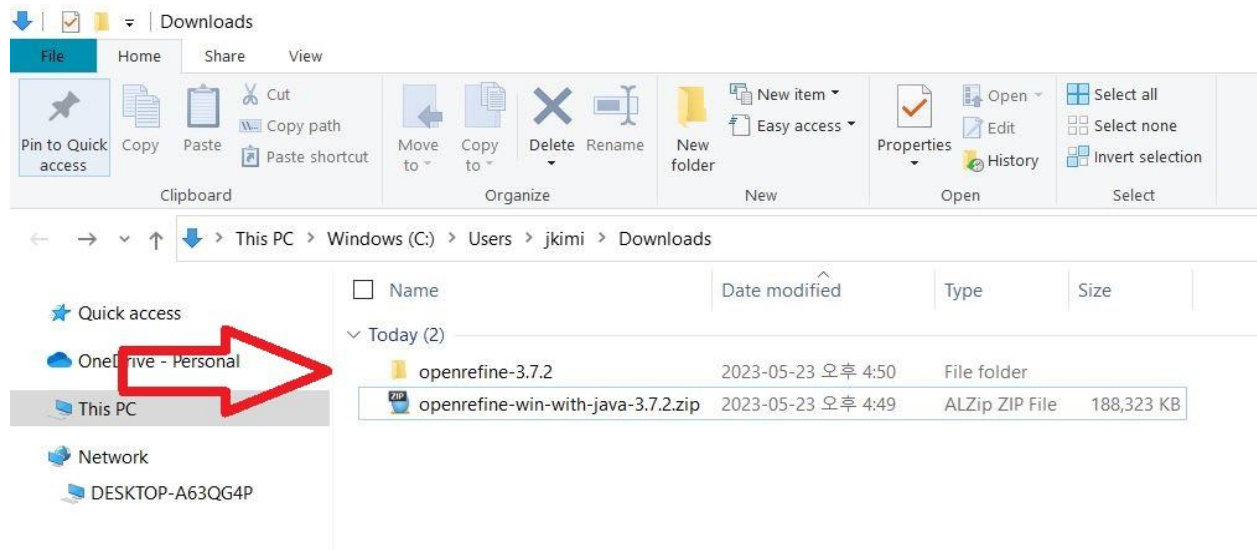 Downloads
File Home Share View
Pin to Quick access
Copy
Paste
Cut
Copy path
Paste shortcut
Clipboard
Move to
Copy to
Delete
Rename
Organize
New folder
New item
Easy access
New
Properties
Open
Edit
History
Open
Select all
Select none
Invert selection
Select
This PC > Windows (C:) > Users > jkimi > Downloads
Name Date modified Type Size
Quick access
OneDrive - Personal
This PC
Network
DESKTOP-A63QG4P
Today (2)
openrefine-3.7.2 2023-05-23 오후 4:50 File folder
openrefine-win-with-java-3.7.2.zip 2023-05-23 오후 4:49 ALZip ZIP File 188,323 KB